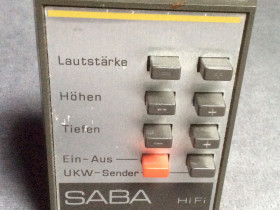 Lautstärke
Höhen
Tiefen
− +
Ein-Aus
UKW-Sender
SABA HiFi